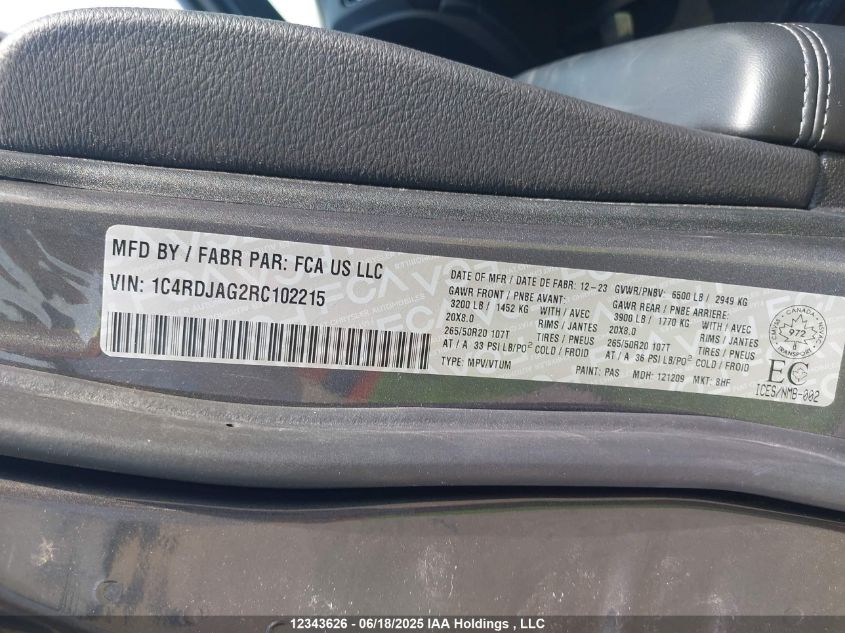 MFD BY / FABR PAR: FCA US LLC
VIN: 1C4RDJAG2RC102215
DATE OF MFR / DATE DE FABR: 12-23 GVWR/PNBV: 6500 LB / 2949 KG
GAWR FRONT / PNBE AVANT: GAWR REAR / PNBE ARRIERE:
3200 LB / 1452 KG WITH / AVEC 3900 LB / 1770 KG WITH / AVEC
20X8.0 RIMS / JANTES 20X8.0 RIMS / JANTES
265/50R20 107T TIRES / PNEUS 265/50R20 107T TIRES / PNEUS
AT / A 33 PSI LB/PO² COLD / FROID AT / A 36 PSI LB/PO² COLD / FROID
TYPE: MPV/VTUM PAINT: PAS MDH: 121209 MKT: 8HF
CANADA
TRANSPORT
EC
ICES/NMB-002
12343626 - 06/18/2025 IAA Holdings , LLC